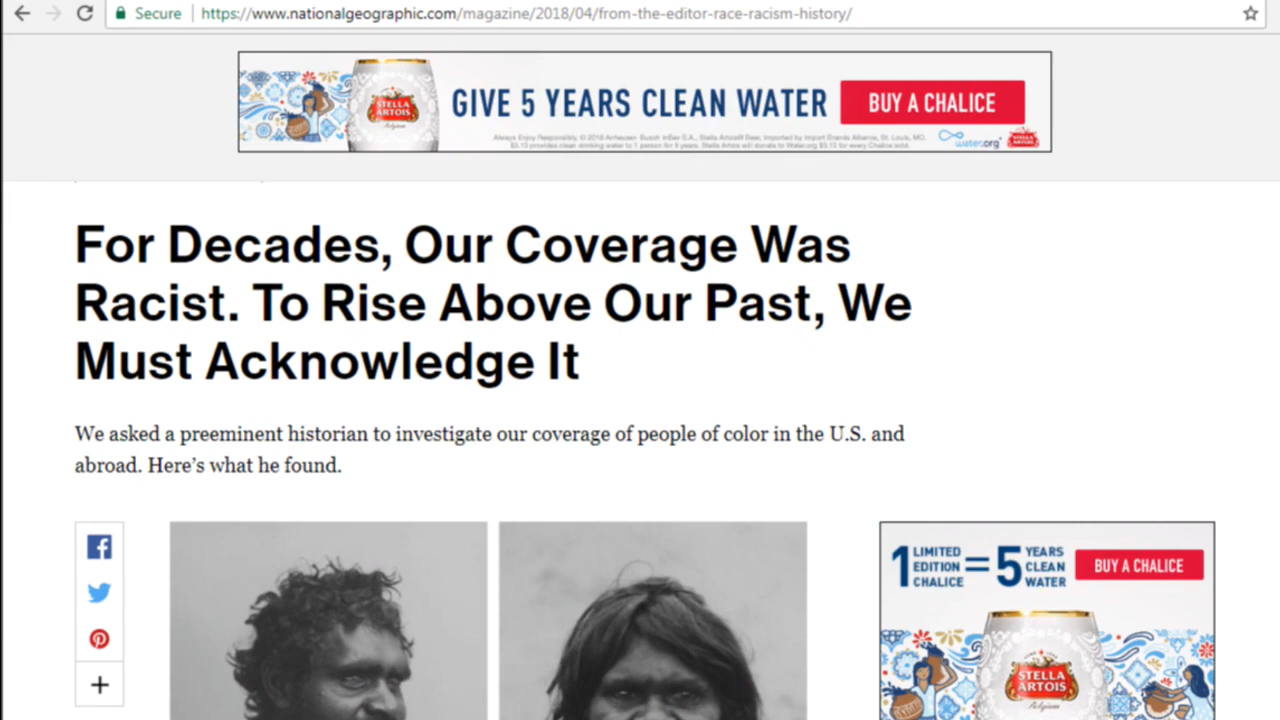 Secure https://www.nationalgeographic.com/magazine/2018/04/from-the-editor-race-racism-history/
STELLA
ARTOIS
Belgium
GIVE 5 YEARS CLEAN WATER
BUY A CHALICE
Always Enjoy Responsibly. © 2018 Anheuser-Busch InBev S.A., Stella Artois® Beer, Imported by Import Brands Alliance, St. Louis, MO.
$3.13 provides clean drinking water to 1 person for 5 years. Stella Artois will donate to Water.org $3.13 for every Chalice sold.
water.org
STELLA
ARTOIS
For Decades, Our Coverage Was
Racist. To Rise Above Our Past, We
Must Acknowledge It
We asked a preeminent historian to investigate our coverage of people of color in the U.S. and
abroad. Here’s what he found.
1 LIMITED EDITION CHALICE = 5 YEARS CLEAN WATER
BUY A CHALICE
STELLA
ARTOIS
Belgium